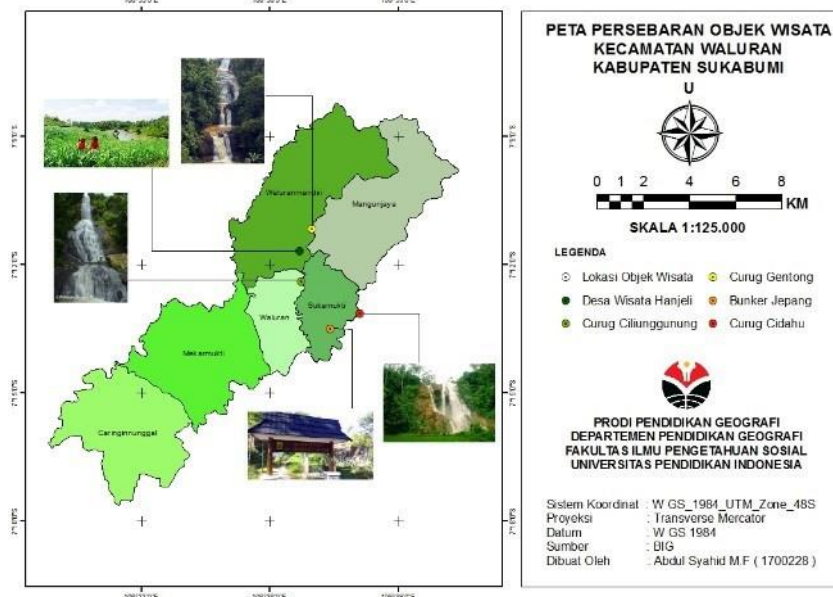 PETA PERSEBARAN OBJEK WISATA
KECAMATAN WALURAN
KABUPATEN SUKABUMI
U
0 1 2 4 6 8
KM
SKALA 1:125.000
LEGENDA
Lokasi Objek Wisata
Curug Gentong
Desa Wisata Hanjeli
Bunker Jepang
Curug Ciliunggunung
Curug Cidahu
PRODI PENDIDIKAN GEOGRAFI
DEPARTEMEN PENDIDIKAN GEOGRAFI
FAKULTAS ILMU PENGETAHUAN SOSIAL
UNIVERSITAS PENDIDIKAN INDONESIA
Sistem Koordinat : W GS_1984_UTM_Zone_48S
Proyeksi : Transverse Mercator
Datum : W GS 1984
Sumber : BIG
Dibuat Oleh : Abdul Syahid M.F ( 1700228 )
Waluranmandiri
Mangunjaya
Sukamukti
Waluran
Mekarmukti
Caringinnunggal